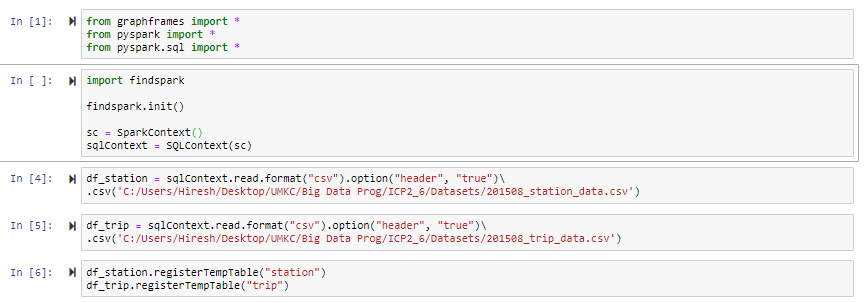 In [1]:
from graphframes import *
from pyspark import *
from pyspark.sql import *
In [ ]:
import findspark
findspark.init()
sc = SparkContext()
sqlContext = SQLContext(sc)
In [4]:
df_station = sqlContext.read.format("csv").option("header", "true")\
.csv('C:/Users/Hiresh/Desktop/UMKC/Big Data Prog/ICP2_6/Datasets/201508_station_data.csv')
In [5]:
df_trip = sqlContext.read.format("csv").option("header", "true")\
.csv('C:/Users/Hiresh/Desktop/UMKC/Big Data Prog/ICP2_6/Datasets/201508_trip_data.csv')
In [6]:
df_station.registerTempTable("station")
df_trip.registerTempTable("trip")